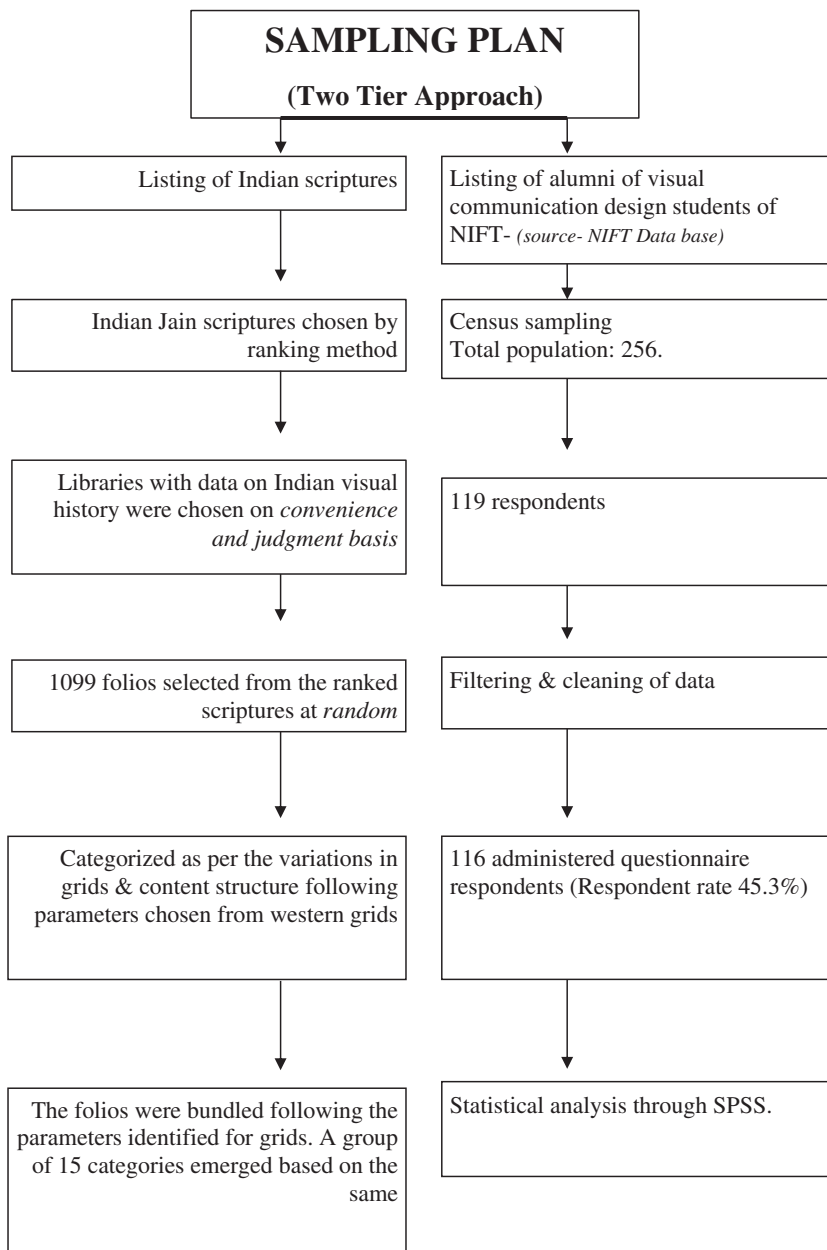 SAMPLING PLAN
(Two Tier Approach)
Listing of Indian scriptures
Indian Jain scriptures chosen by
ranking method
Libraries with data on Indian visual
history were chosen on convenience
and judgment basis
1099 folios selected from the ranked
scriptures at random
Categorized as per the variations in
grids & content structure following
parameters chosen from western grids
The folios were bundled following the
parameters identified for grids. A group
of 15 categories emerged based on the
same
Listing of alumni of visual
communication design students of
NIFT- (source- NIFT Data base)
Census sampling
Total population: 256.
119 respondents
Filtering & cleaning of data
116 administered questionnaire
respondents (Respondent rate 45.3%)
Statistical analysis through SPSS.